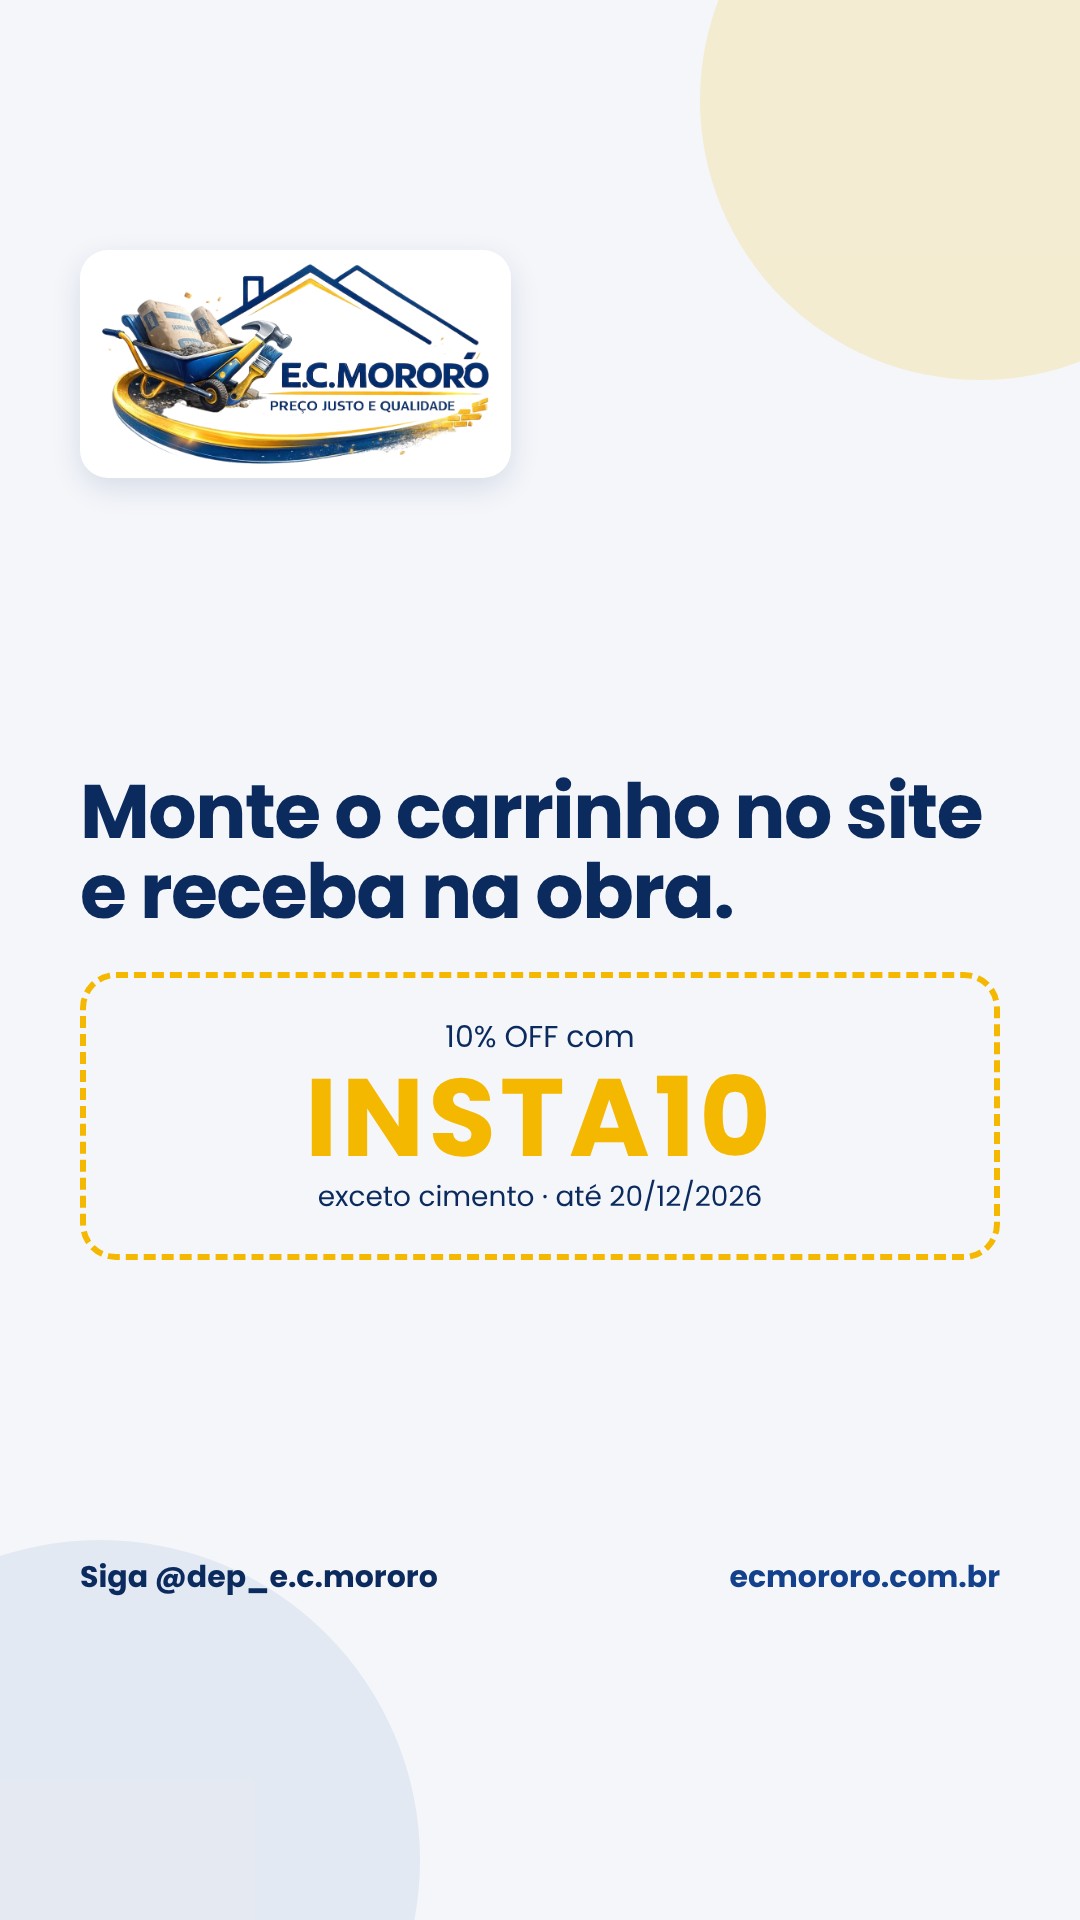 E.C.MORORÓ
PREÇO JUSTO E QUALIDADE
Monte o carrinho no site
e receba na obra.
10% OFF com
INSTA10
exceto cimento · até 20/12/2026
Siga @dep_e.c.mororo
ecmororo.com.br